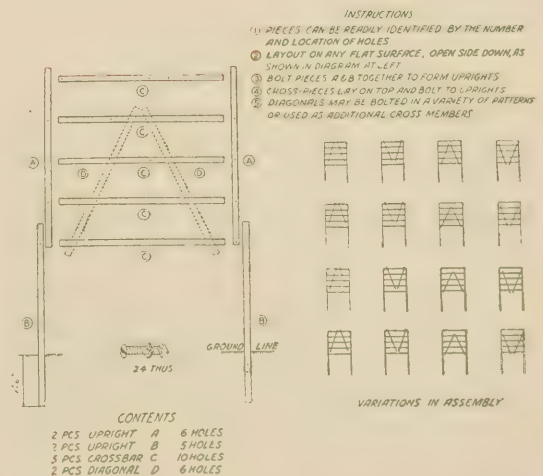 INSTRUCTIONS
① PIECES CAN BE READILY IDENTIFIED BY THE NUMBER
AND LOCATION OF HOLES
② LAYOUT ON ANY FLAT SURFACE, OPEN SIDE DOWN, AS
SHOWN IN DIAGRAM AT LEFT
③ BOLT PIECES A & B TOGETHER TO FORM UPRIGHTS
④ CROSS-PIECES LAY ON TOP AND BOLT TO UPRIGHTS
⑤ DIAGONALS MAY BE BOLTED IN A VARIETY OF PATTERNS
OR USED AS ADDITIONAL CROSS MEMBERS
C
C
A
D
C
D
A
C
C
B
B
GROUND LINE
24 THUS
VARIATIONS IN ASSEMBLY
CONTENTS
2 PCS UPRIGHT A 6 HOLES
2 PCS UPRIGHT B 5 HOLES
5 PCS CROSSBAR C 10 HOLES
2 PCS DIAGONAL D 6 HOLES